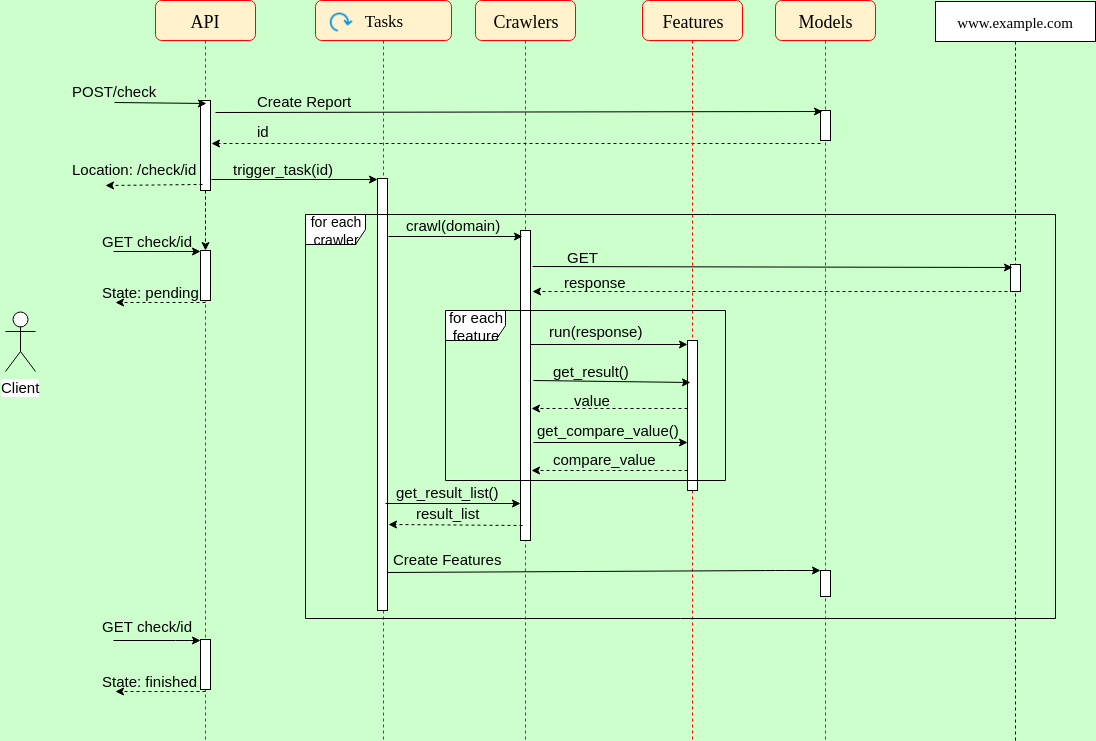 API
Tasks
Crawlers
Features
Models
www.example.com
POST/check
Create Report
id
Location: /check/id
trigger_task(id)
for each
crawler
crawl(domain)
GET check/id
GET
response
State: pending
for each
feature
run(response)
get_result()
Client
value
get_compare_value()
compare_value
get_result_list()
result_list
Create Features
GET check/id
State: finished